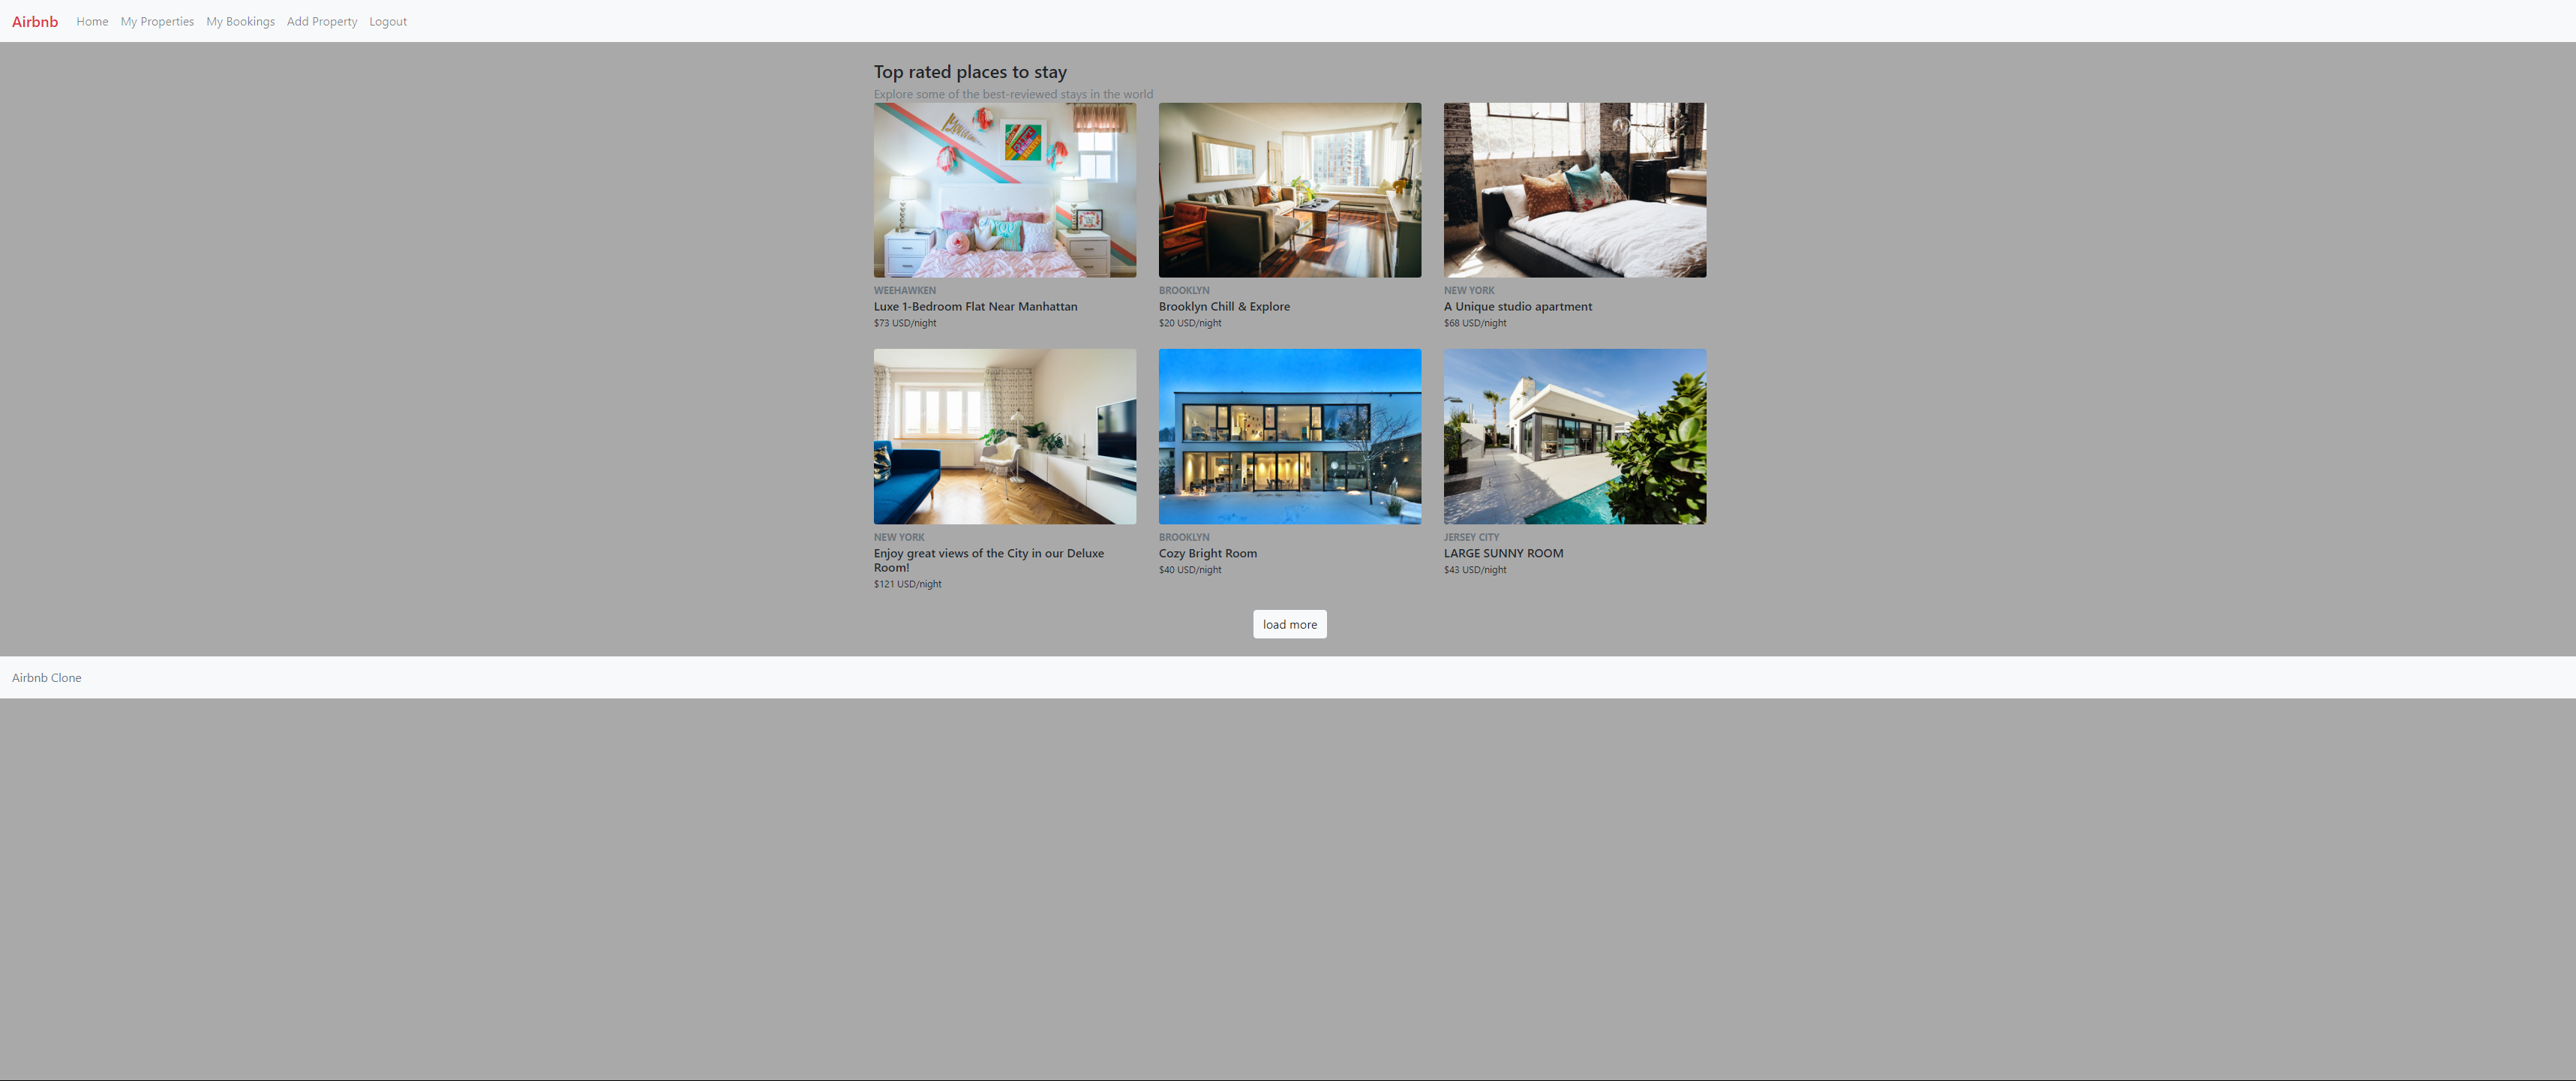 Airbnb Home My Properties My Bookings Add Property Logout
Top rated places to stay
Explore some of the best-reviewed stays in the world
WEEHAWKEN
Luxe 1-Bedroom Flat Near Manhattan
$73 USD/night
BROOKLYN
Brooklyn Chill & Explore
$20 USD/night
NEW YORK
A Unique studio apartment
$68 USD/night
NEW YORK
Enjoy great views of the City in our Deluxe
Room!
$121 USD/night
BROOKLYN
Cozy Bright Room
$40 USD/night
JERSEY CITY
LARGE SUNNY ROOM
$43 USD/night
load more
Airbnb Clone